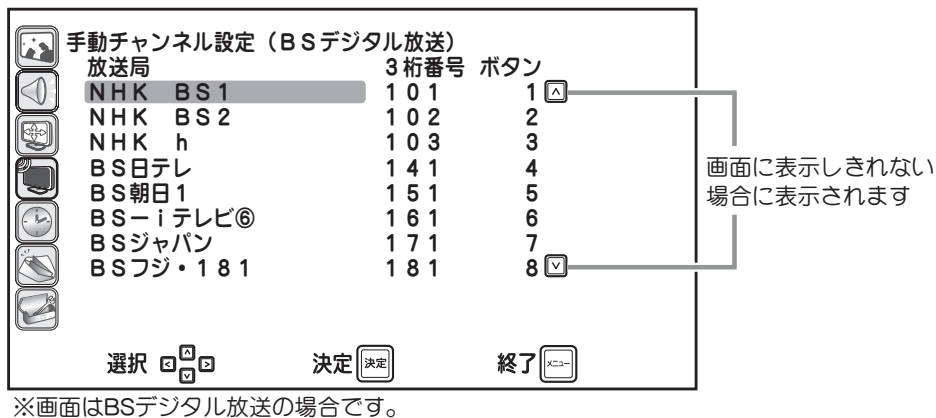 手動チャンネル設定（ＢＳデジタル放送）
放送局 ３桁番号 ボタン
ＮＨＫ　ＢＳ１ １０１ １
ＮＨＫ　ＢＳ２ １０２ ２
ＮＨＫ　ｈ １０３ ３
ＢＳ日テレ １４１ ４
ＢＳ朝日１ １５１ ５
ＢＳ－ｉテレビ⑥ １６１ ６
ＢＳジャパン １７１ ７
ＢＳフジ・１８１ １８１ ８
画面に表示しきれない
場合に表示されます
選択 決定 決定 終了 メニュー
※画面はBSデジタル放送の場合です。